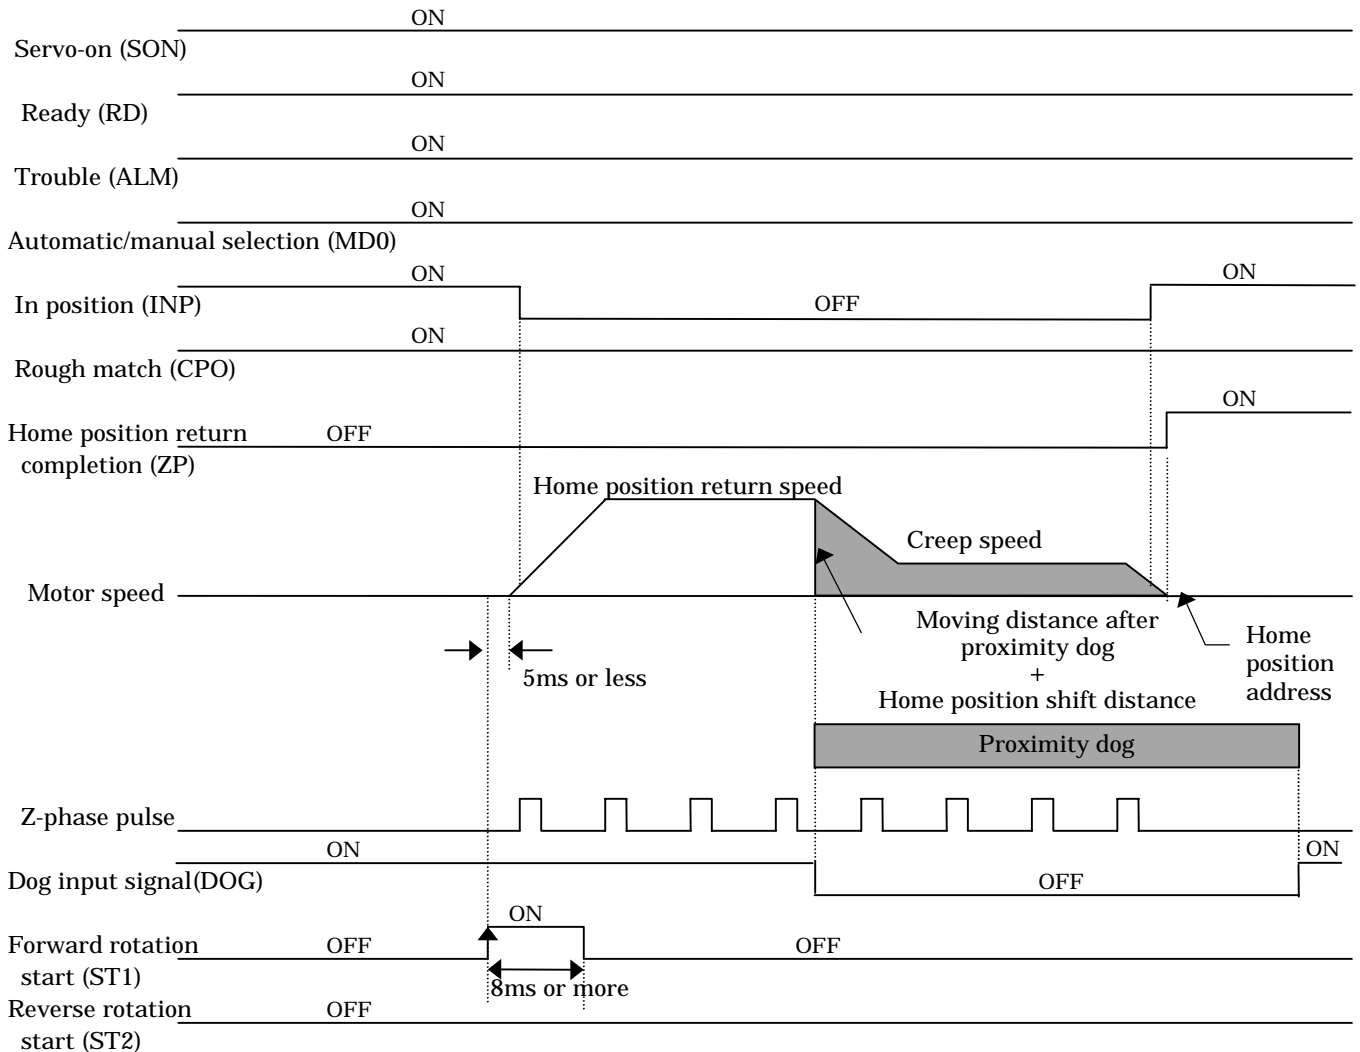 ON
Servo-on (SON)
ON
Ready (RD)
ON
Trouble (ALM)
ON
Automatic/manual selection (MD0)
ON
ON
In position (INP)
OFF
ON
Rough match (CPO)
ON
Home position return
OFF
completion (ZP)
Home position return speed
Creep speed
Motor speed
Moving distance after
proximity dog
+
Home position shift distance
Home
position
address
5ms or less
Proximity dog
Z-phase pulse
ON
ON
Dog input signal(DOG)
OFF
ON
Forward rotation
OFF
OFF
start (ST1)
8ms or more
Reverse rotation
OFF
start (ST2)